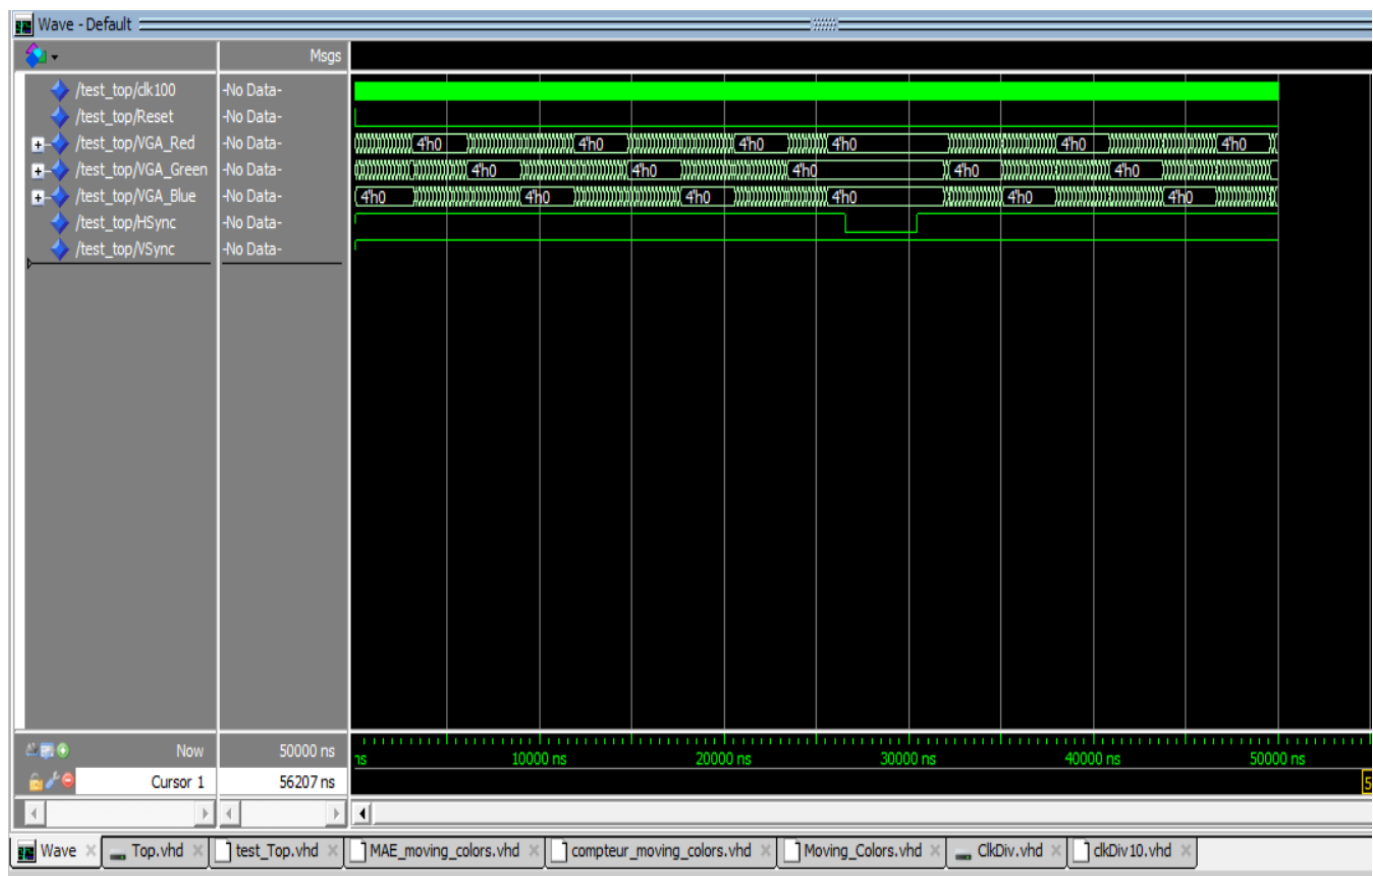 Wave - Default
Msgs
/test_top/clk100 -No Data-
/test_top/Reset -No Data-
/test_top/VGA_Red -No Data- 4'h0 4'h0 4'h0 4'h0 4'h0 4'h0
/test_top/VGA_Green -No Data- 4'h0 4'h0 4'h0 4'h0 4'h0
/test_top/VGA_Blue -No Data- 4'h0 4'h0 4'h0 4'h0 4'h0 4'h0
/test_top/HSync -No Data-
/test_top/VSync -No Data-
Now 50000 ns ns 10000 ns 20000 ns 30000 ns 40000 ns 50000 ns
Cursor 1 56207 ns 5
Wave Top.vhd test_Top.vhd MAE_moving_colors.vhd compteur_moving_colors.vhd Moving_Colors.vhd ClkDiv.vhd clkDiv10.vhd